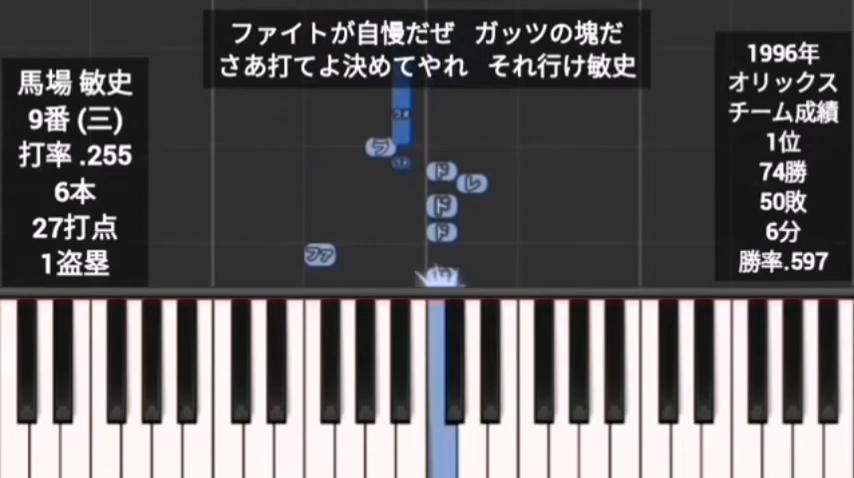 ファイトが自慢だぜ ガッツの塊だ
さあ打てよ決めてやれ それ行け敏史
馬場 敏史
9番 (三)
打率 .255
6本
27打点
1盗塁
1996年
オリックス
チーム成績
1位
74勝
50敗
6分
勝率.597
ラ
ド
レ
ド
ド
ファ